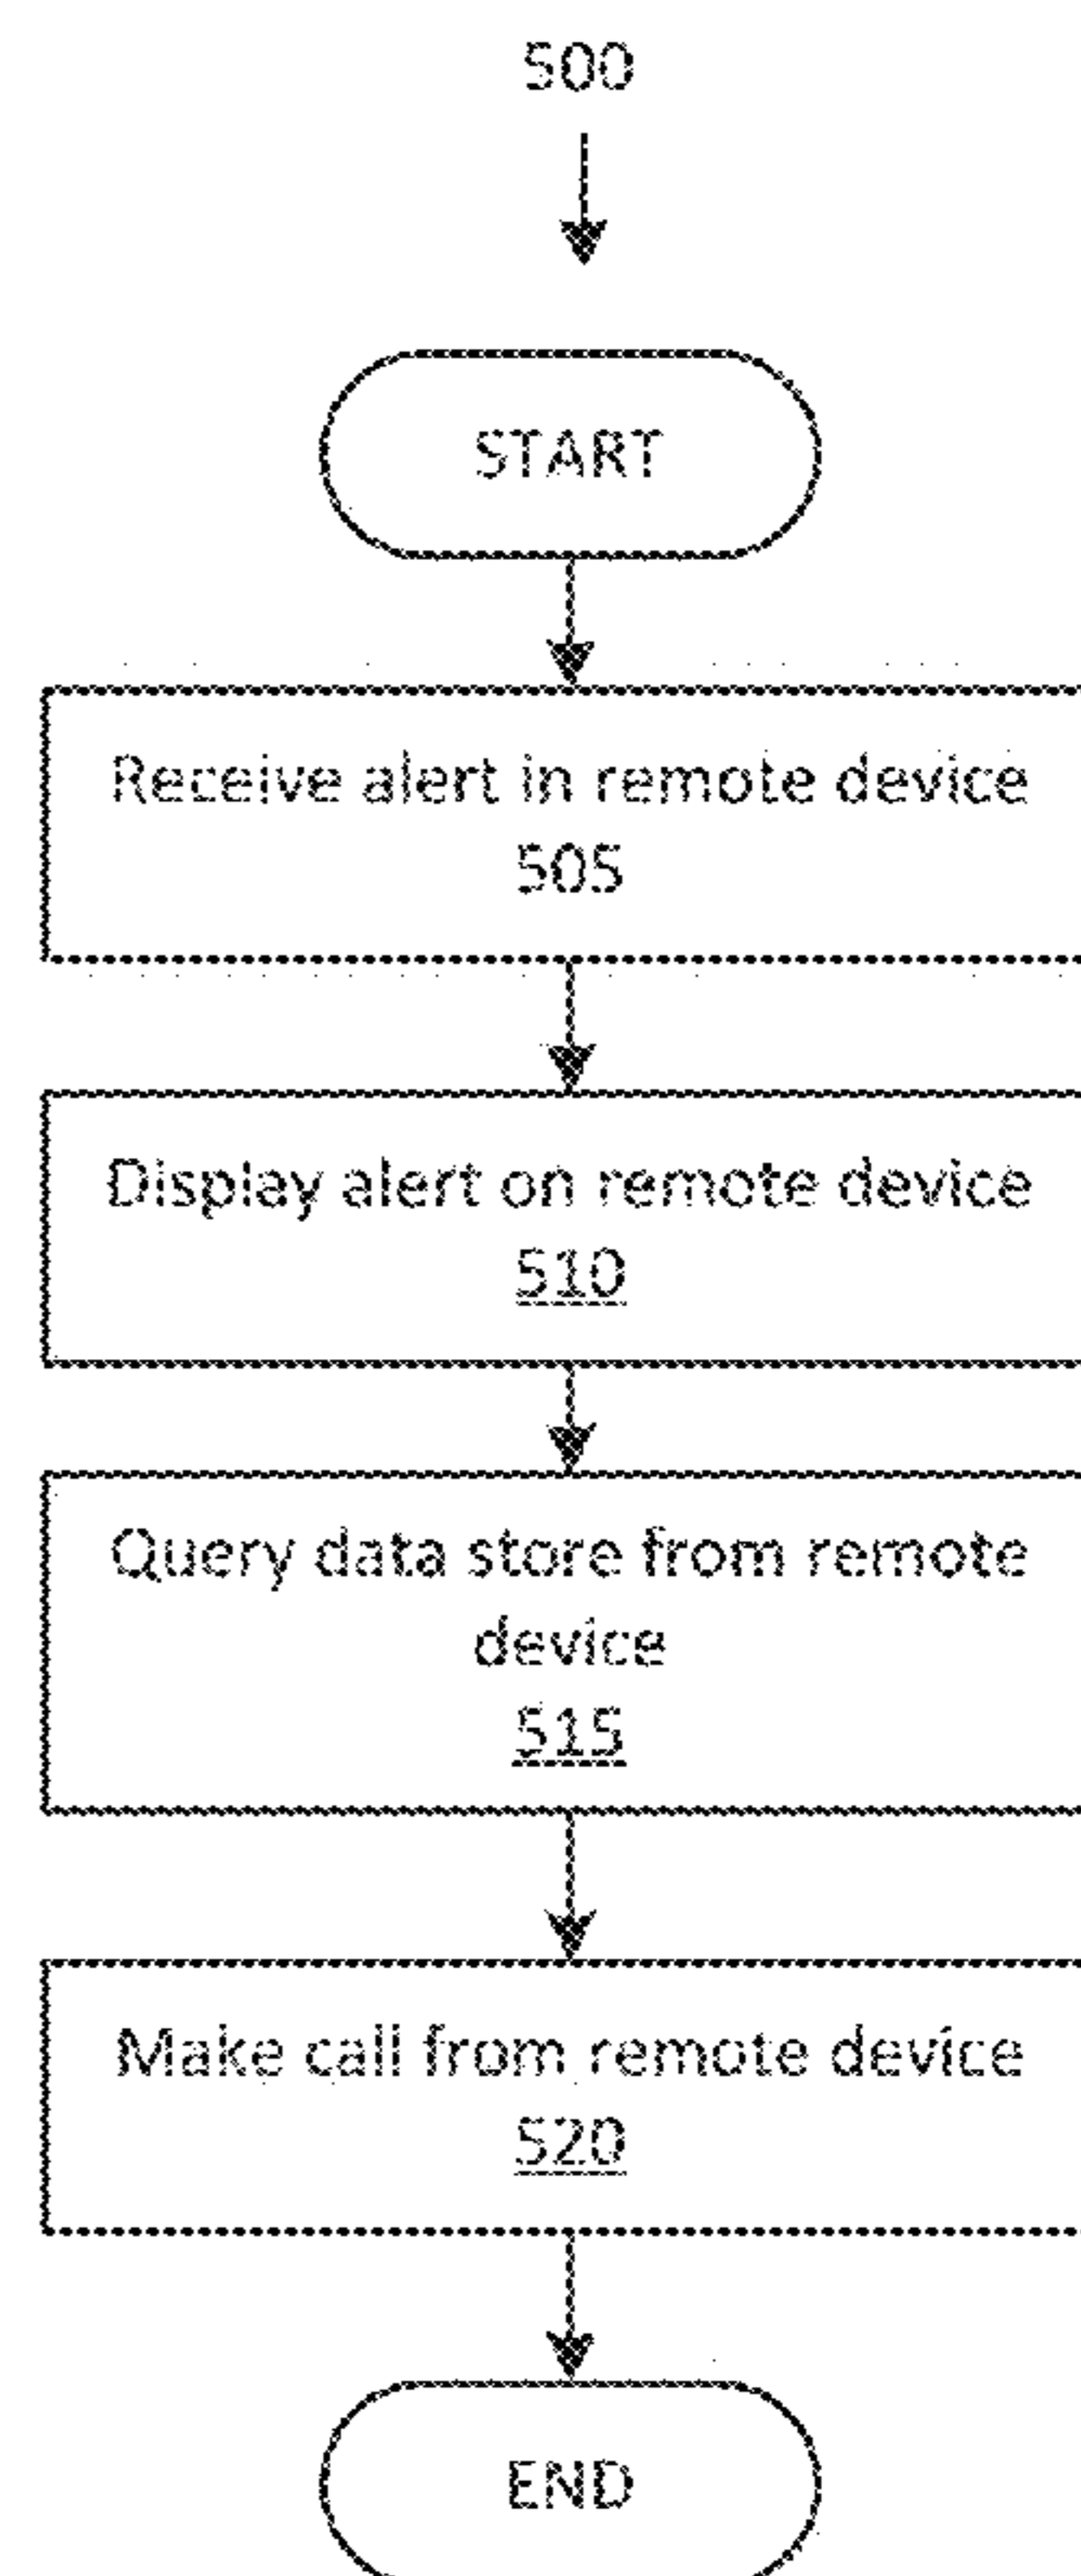 500
START
Receive alert in remote device
505
Display alert on remote device
510
Query data store from remote
device
515
Make call from remote device
520
END